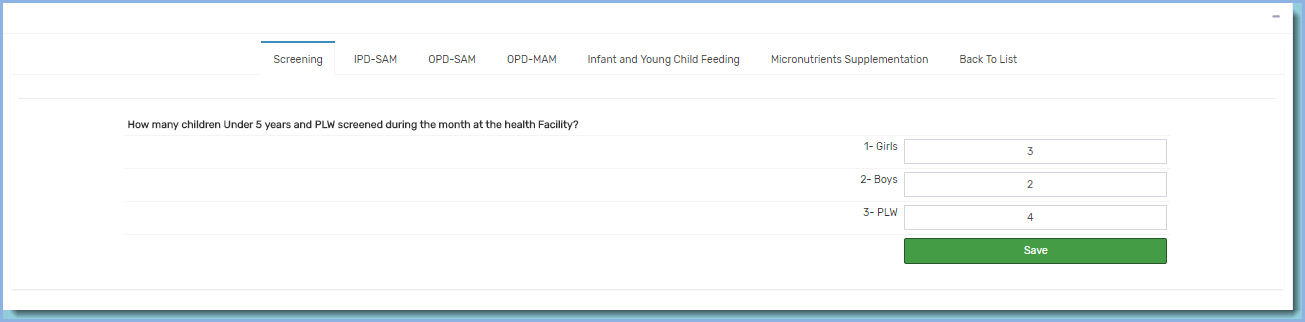 Screening IPD-SAM OPD-SAM OPD-MAM Infant and Young Child Feeding Micronutrients Supplementation Back To List
How many children Under 5 years and PLW screened during the month at the health Facility?
1- Girls 3
2- Boys 2
3- PLW 4
Save